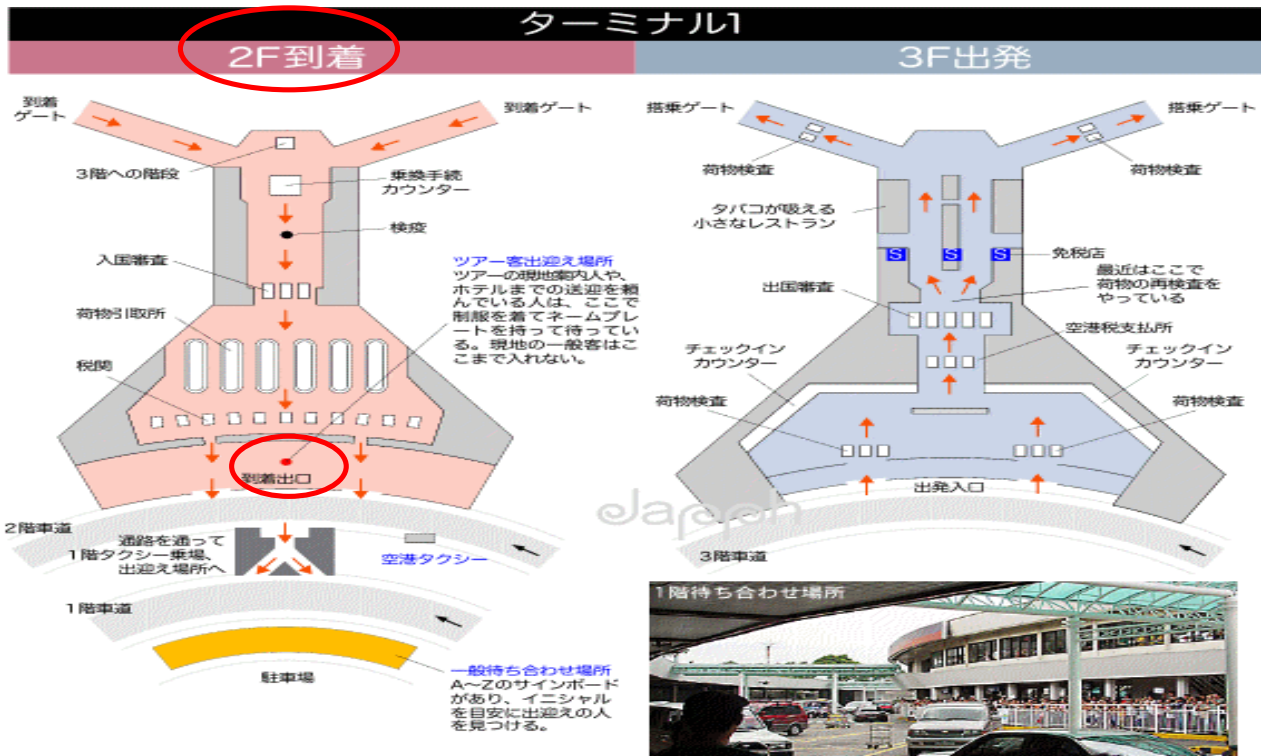 ターミナル1
2F到着
3F出発
到着
ゲート
到着ゲート
3階への階段
乗換手続
カウンター
検疫
入国審査
荷物引取所
税関
ツアー客出迎え場所
ツアーの現地案内人や、
ホテルまでの送迎を頼
んでいる人は、ここで
制服を着てネームプレ
ートを持って待ってい
る。現地の一般客はこ
こまで入れない。
到着出口
2階車道
通路を通って
1階タクシー乗場、
出迎え場所へ
空港タクシー
1階車道
駐車場
一般待ち合わせ場所
A〜Zのサインボード
があり、イニシャル
を目安に出迎えの人
を見つける。
搭乗ゲート
搭乗ゲート
荷物検査
荷物検査
タバコが吸える
小さなレストラン
S
S
S
免税店
最近はここで
荷物の再検査を
やっている
出国審査
空港税支払所
チェックイン
カウンター
チェックイン
カウンター
荷物検査
荷物検査
出発入口
dapph
3階車道
1階待ち合わせ場所